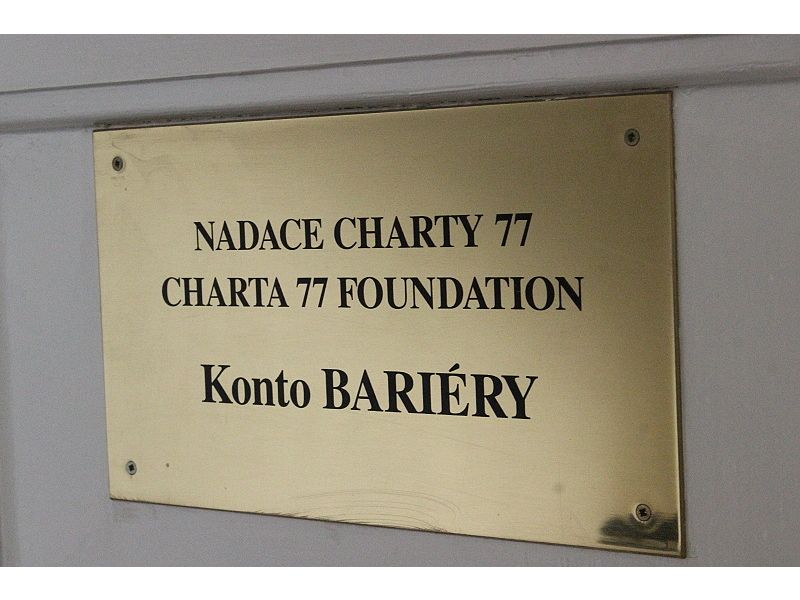 NADACE CHARTY 77
CHARTA 77 FOUNDATION
Konto BARIÉRY